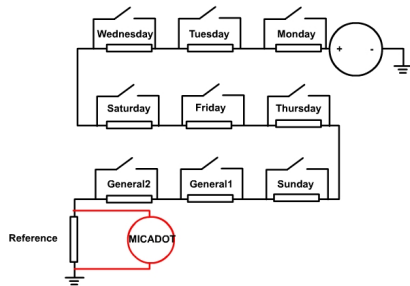 Wednesday Tuesday Monday
+ -
Saturday Friday Thursday
General2 General1 Sunday
Reference MICADOT